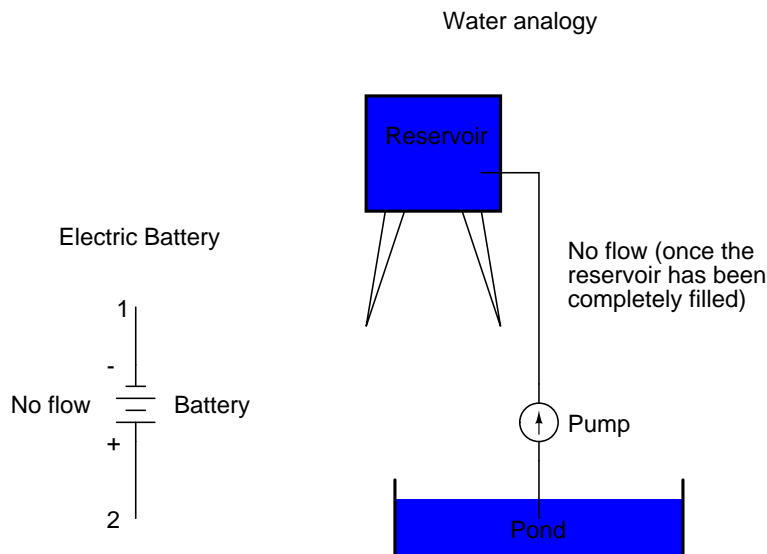 Water analogy
Reservoir
Electric Battery
No flow (once the
reservoir has been
completely filled)
1
-
No flow
Battery
+
2
Pump
Pond